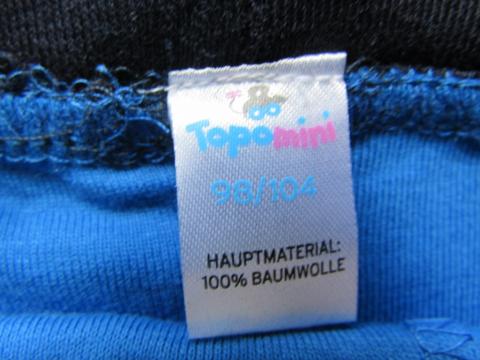 Topomini
98/104
HAUPTMATERIAL:
100% BAUMWOLLE